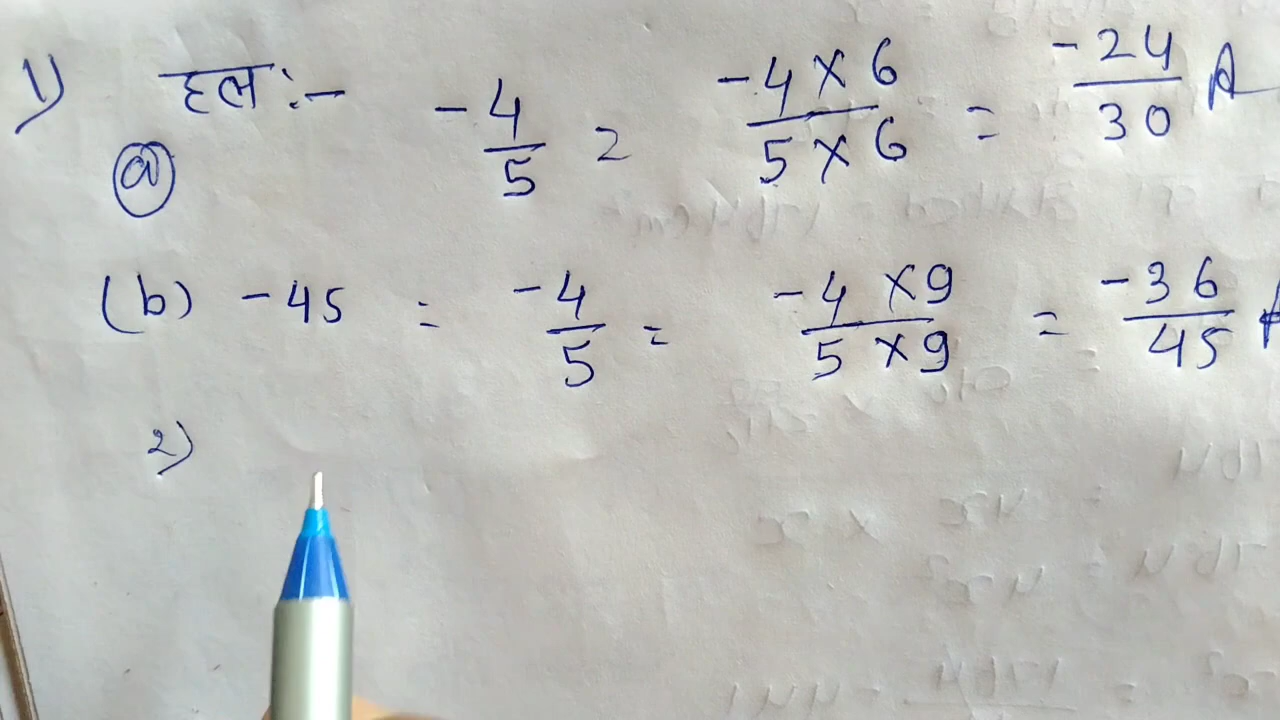 1) हल :- -4/5 = -4 × 6/5 × 6 = -24/30 A
(a)
(b) -45 = -4/5 = -4 × 9/5 × 9 = -36/45 A
2)